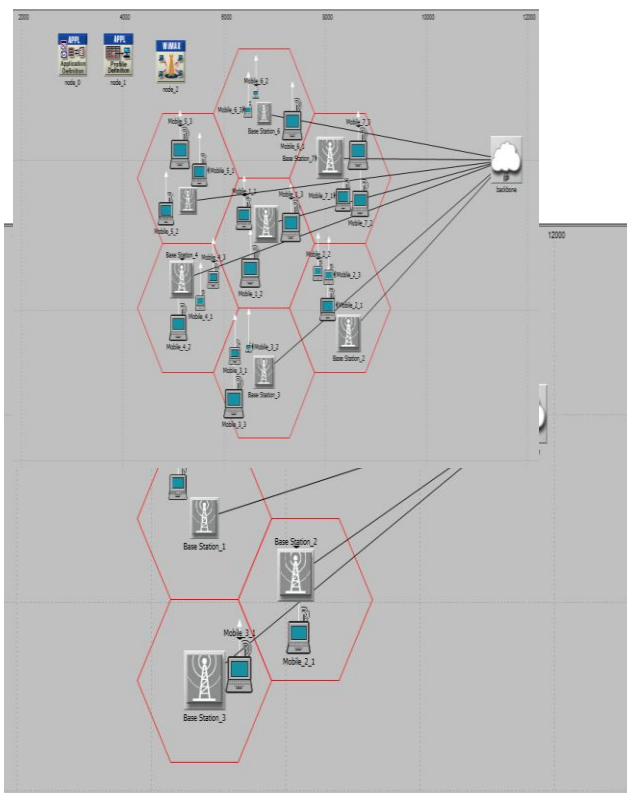 2000 4000 6000 8000 10000 12000
APPL
Application
Definition
node_0
APPL
Profile
Definition
node_1
WiMAX
node_2
Mobile_6_2
Mobile_6_3
Base Station_6
Mobile_6_1
Mobile_5_3
Mobile_5_1
Mobile_5_2
Mobile_7_3
Base Station_7
Mobile_7_1
Mobile_7_2
IP
backbone
Mobile_1_1
Mobile_1_3
Mobile_1_2
Base Station_4
Mobile_4_3
Mobile_4_1
Mobile_4_2
Mobile_2_2
Mobile_2_3
Mobile_2_1
Base Station_2
Mobile_3_2
Mobile_3_1
Base Station_3
Mobile_3_3
12000
Base Station_1
Base Station_2
Mobile_2_1
Mobile_3_1
Base Station_3